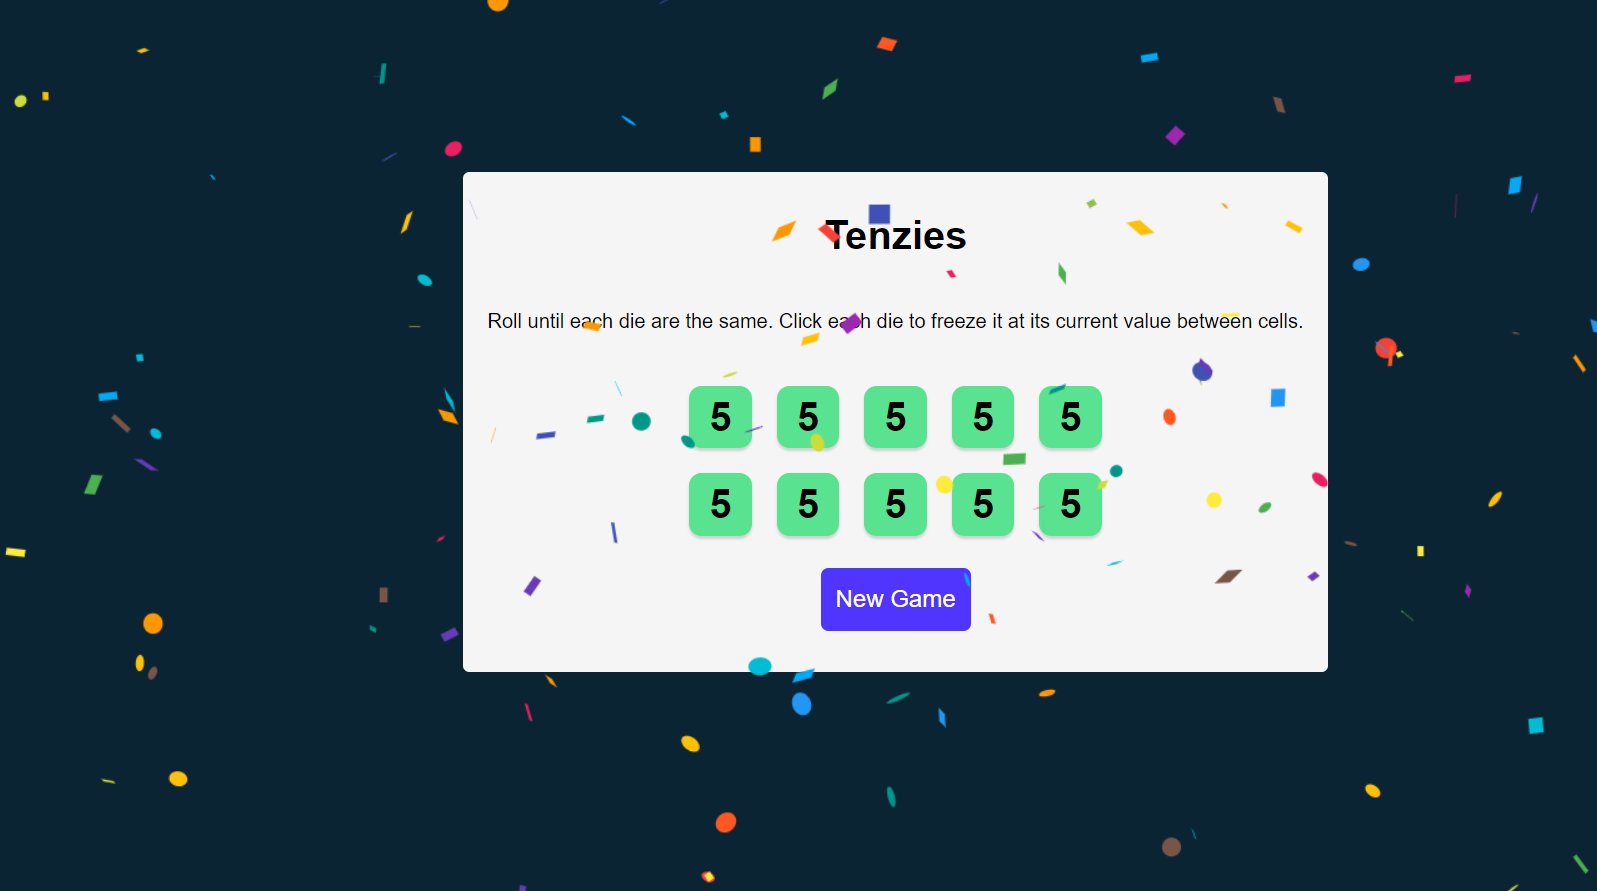 Tenzies
Roll until each die are the same. Click each die to freeze it at its current value between cells.
5 5 5 5 5
5 5 5 5 5
New Game